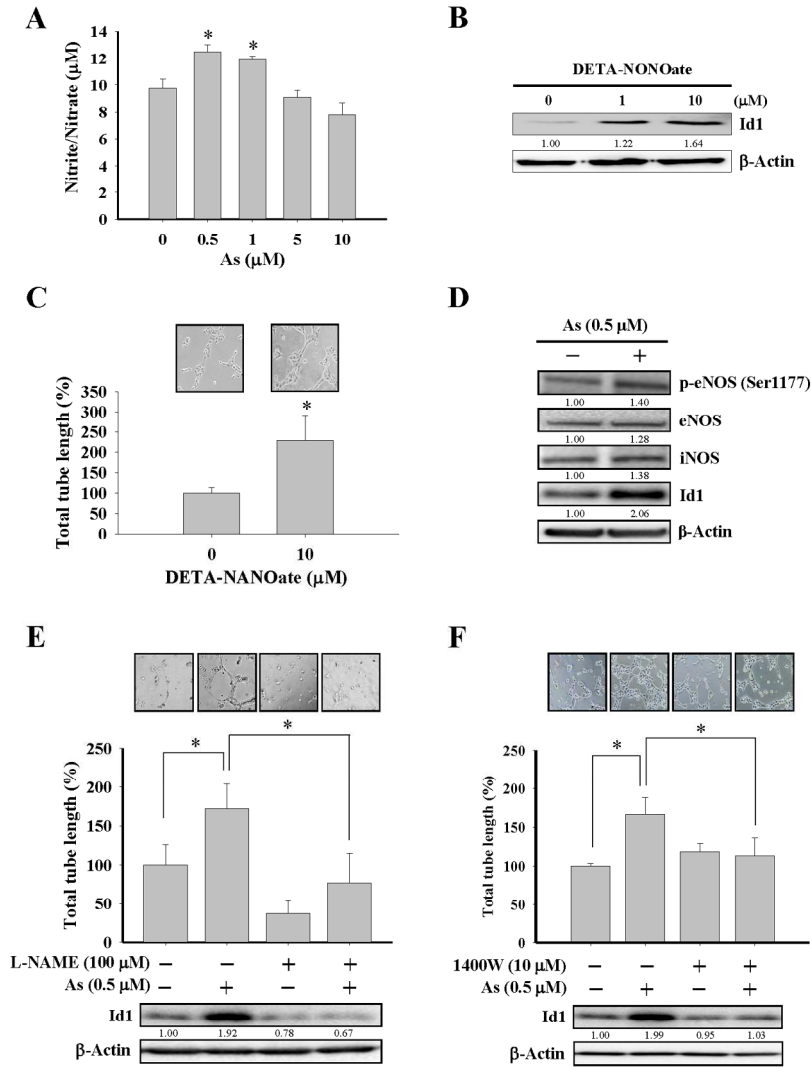 A
Nitrite/Nitrate (μM)
14
12
10
8
6
4
2
0
*
*
0 0.5 1 5 10
As (μM)
B
DETA-NONOate
0 1 10 (μM)
Id1
1.00 1.22 1.64
β-Actin
C
Total tube length (%)
350
300
250
200
150
100
50
0
*
0 10
DETA-NANOate (μM)
D
As (0.5 μM)
− +
p-eNOS (Ser1177)
1.00 1.40
eNOS
1.00 1.28
iNOS
1.00 1.38
Id1
1.00 2.06
β-Actin
E
Total tube length (%)
250
200
150
100
50
0
*
*
L-NAME (100 μM) − − + +
As (0.5 μM) − + − +
Id1
1.00 1.92 0.78 0.67
β-Actin
F
Total tube length (%)
250
200
150
100
50
0
*
*
1400W (10 μM) − − + +
As (0.5 μM) − + − +
Id1
1.00 1.99 0.95 1.03
β-Actin